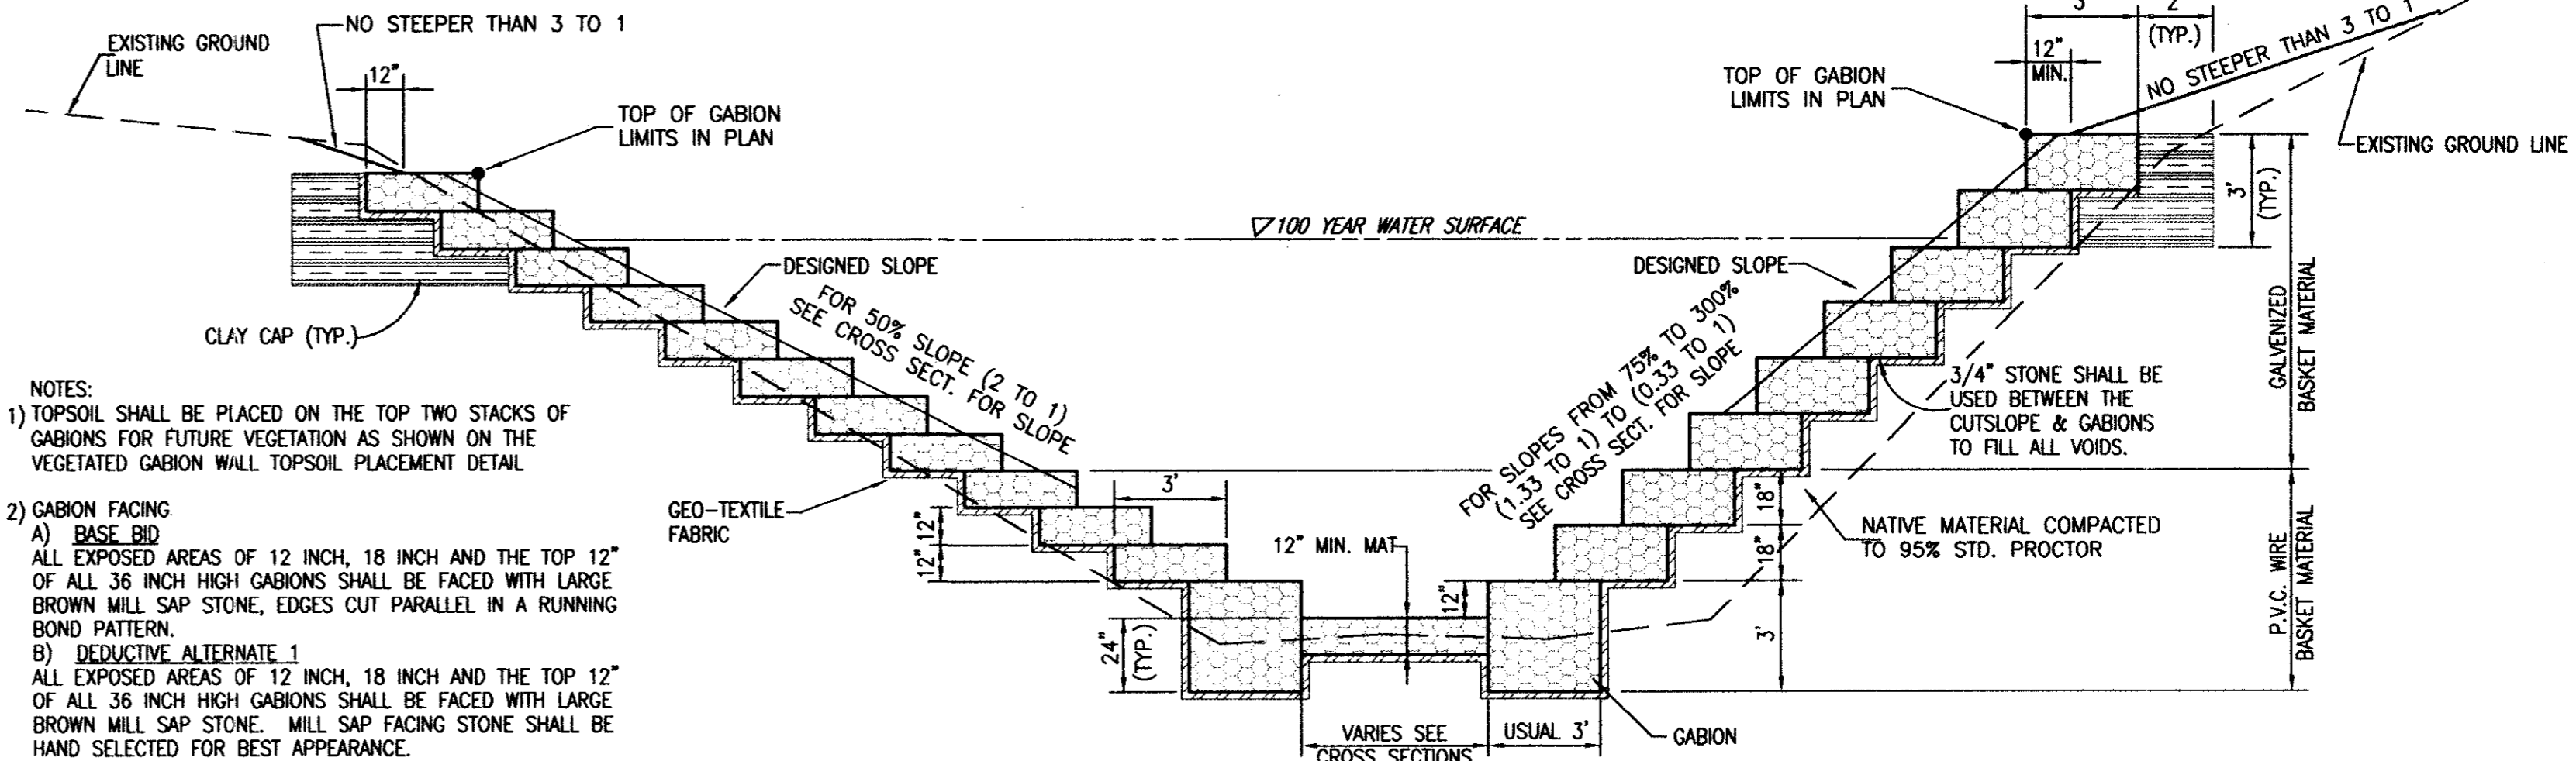 NO STEEPER THAN 3 TO 1
EXISTING GROUND
LINE
12"
TOP OF GABION
LIMITS IN PLAN
3'
2'
(TYP.)
12"
MIN.
NO STEEPER THAN 3 TO 1
TOP OF GABION
LIMITS IN PLAN
EXISTING GROUND LINE
3'
(TYP.)
100 YEAR WATER SURFACE
DESIGNED SLOPE
FOR 50% SLOPE (2 TO 1)
SEE CROSS SECT. FOR SLOPE
DESIGNED SLOPE
FOR SLOPES FROM 75% TO 300%
(1.33 TO 1) TO (0.33 TO 1)
SEE CROSS SECT. FOR SLOPE
CLAY CAP (TYP.)
GALVENIZED
BASKET MATERIAL
3/4" STONE SHALL BE
USED BETWEEN THE
CUTSLOPE & GABIONS
TO FILL ALL VOIDS.
NOTES:
1) TOPSOIL SHALL BE PLACED ON THE TOP TWO STACKS OF
GABIONS FOR FUTURE VEGETATION AS SHOWN ON THE
VEGETATED GABION WALL TOPSOIL PLACEMENT DETAIL
2) GABION FACING
A) BASE BID
ALL EXPOSED AREAS OF 12 INCH, 18 INCH AND THE TOP 12"
OF ALL 36 INCH HIGH GABIONS SHALL BE FACED WITH LARGE
BROWN MILL SAP STONE, EDGES CUT PARALLEL IN A RUNNING
BOND PATTERN.
B) DEDUCTIVE ALTERNATE 1
ALL EXPOSED AREAS OF 12 INCH, 18 INCH AND THE TOP 12"
OF ALL 36 INCH HIGH GABIONS SHALL BE FACED WITH LARGE
BROWN MILL SAP STONE. MILL SAP FACING STONE SHALL BE
HAND SELECTED FOR BEST APPEARANCE.
GEO-TEXTILE
FABRIC
3'
12"
12"
24"
(TYP.)
12" MIN. MAT
12"
18"
18"
3'
NATIVE MATERIAL COMPACTED
TO 95% STD. PROCTOR
P.V.C. WIRE
BASKET MATERIAL
VARIES SEE
CROSS SECTIONS
USUAL 3'
GABION